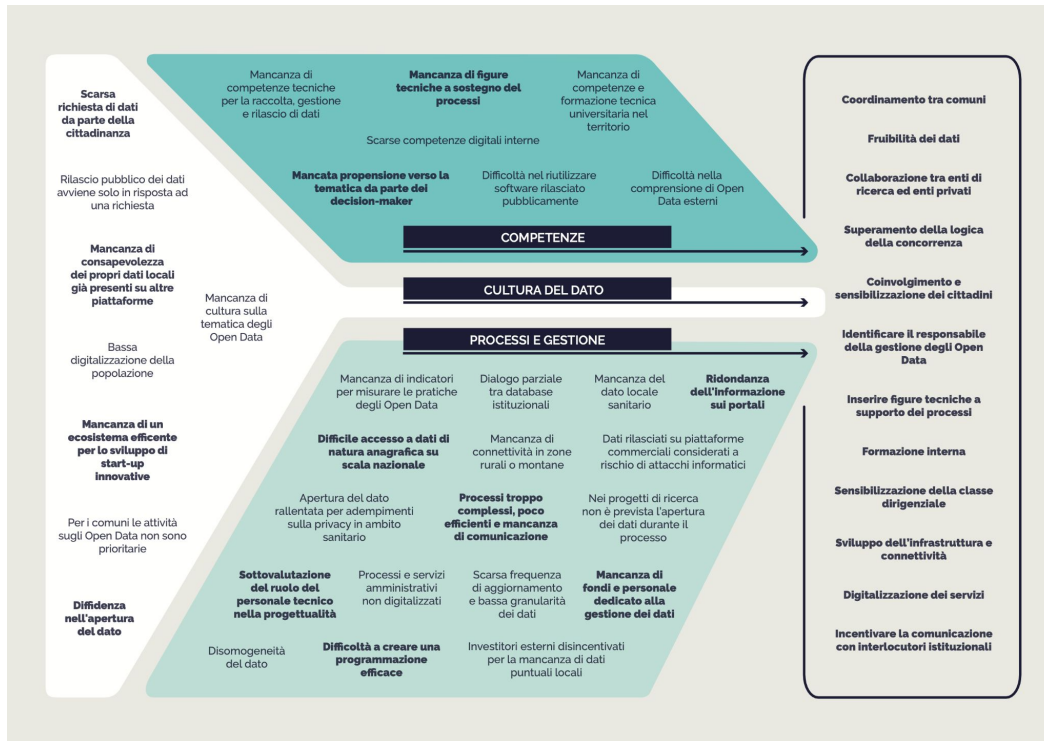 Scarsa
richiesta di dati
da parte della
cittadinanza
Rilascio pubblico dei dati
avviene solo in risposta ad
una richiesta
Mancanza di
consapevolezza
dei propri dati locali
già presenti su altre
piattaforme
Bassa
digitalizzazione della
popolazione
Mancanza di un
ecosistema efficente
per lo sviluppo di
start-up
innovative
Per i comuni le attività
sugli Open Data non sono
prioritarie
Diffidenza
nell'apertura
del dato
Mancanza di
cultura sulla
tematica degli
Open Data
Mancanza di
competenze tecniche
per la raccolta, gestione
e rilascio di dati
Mancanza di figure
tecniche a sostegno del
processi
Mancanza di
competenze e
formazione tecnica
universitaria nel
territorio
Scarse competenze digitali interne
Mancata propensione verso la
tematica da parte dei
decision-maker
Difficoltà nel riutilizzare
software rilasciato
pubblicamente
Difficoltà nella
comprensione di Open
Data esterni
COMPETENZE
CULTURA DEL DATO
PROCESSI E GESTIONE
Mancanza di indicatori
per misurare le pratiche
degli Open Data
Dialogo parziale
tra database
istituzionali
Mancanza del
dato locale
sanitario
Ridondanza
dell'informazione
sui portali
Difficile accesso a dati di
natura anagrafica su
scala nazionale
Mancanza di
connettività in zone
rurali o montane
Dati rilasciati su piattaforme
commerciali considerati a
rischio di attacchi informatici
Apertura del dato
rallentata per adempimenti
sulla privacy in ambito
sanitario
Processi troppo
complessi, poco
efficienti e mancanza
di comunicazione
Nei progetti di ricerca
non è prevista l'apertura
dei dati durante il
processo
Sottovalutazione
del ruolo del
personale tecnico
nella progettualità
Processi e servizi
amministrativi
non digitalizzati
Scarsa frequenza
di aggiornamento
e bassa granularità
dei dati
Mancanza di
fondi e personale
dedicato alla
gestione dei dati
Disomogeneità
del dato
Difficoltà a creare una
programmazione
efficace
Investitori esterni disincentivati
per la mancanza di dati
puntuali locali
Coordinamento tra comuni
Fruibilità dei dati
Collaborazione tra enti di
ricerca ed enti privati
Superamento della logica
della concorrenza
Coinvolgimento e
sensibilizzazione dei cittadini
Identificare il responsabile
della gestione degli Open
Data
Inserire figure tecniche a
supporto dei processi
Formazione interna
Sensibilizzazione della classe
dirigenziale
Sviluppo dell'infrastruttura e
connettività
Digitalizzazione dei servizi
Incentivare la comunicazione
con interlocutori istituzionali